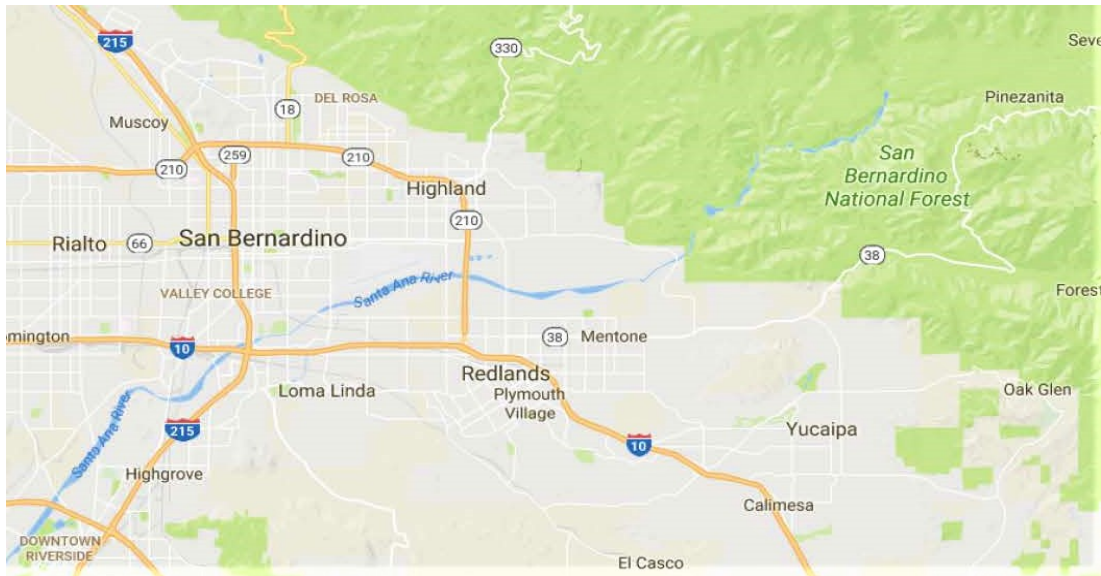 215
330
Seve
Pinezanita
DEL ROSA
18
Muscoy
259
210
210
San
Bernardino
National Forest
Highland
210
Rialto
66
San Bernardino
38
Santa Ana River
VALLEY COLLEGE
Forest
omington
10
38
Mentone
Redlands
Loma Linda
Plymouth
Village
Oak Glen
Santa Ana River
215
Yucaipa
10
Highgrove
Calimesa
DOWNTOWN
RIVERSIDE
El Casco